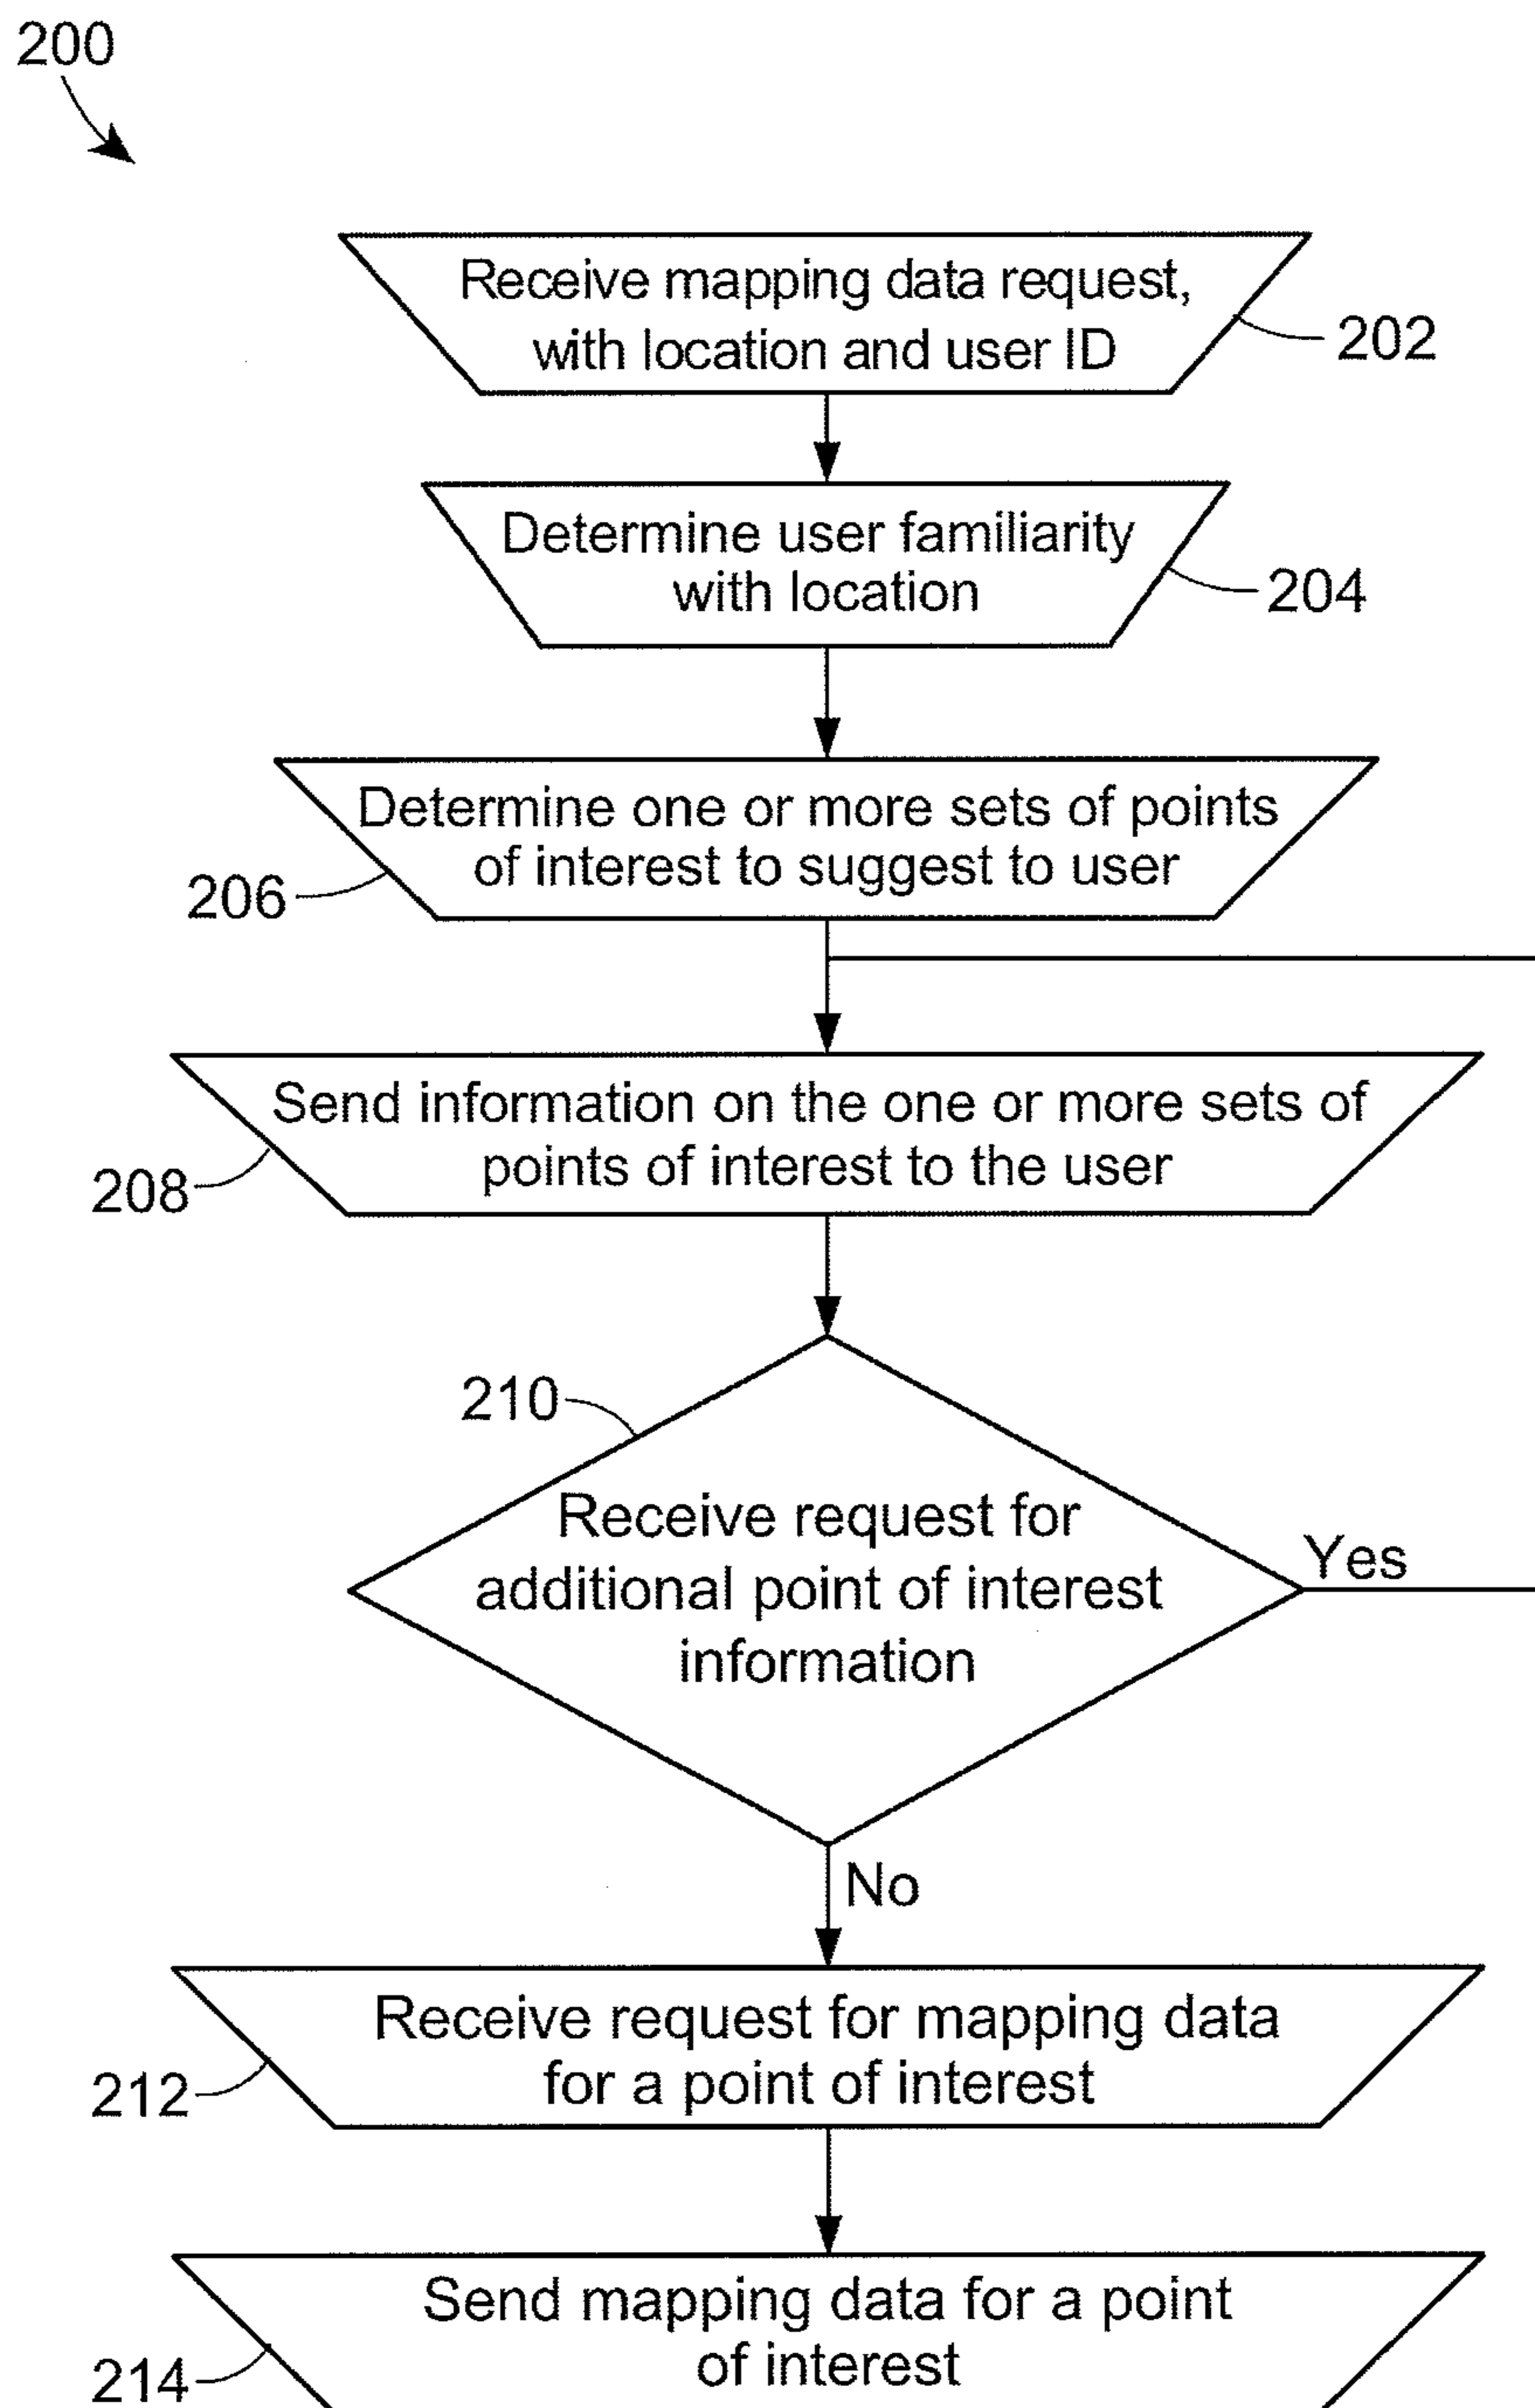 200
Receive mapping data request,
with location and user ID
202
Determine user familiarity
with location
204
Determine one or more sets of points
of interest to suggest to user
206
Send information on the one or more sets of
points of interest to the user
208
210
Receive request for
additional point of interest
information
Yes
No
Receive request for mapping data
for a point of interest
212
Send mapping data for a point
of interest
214